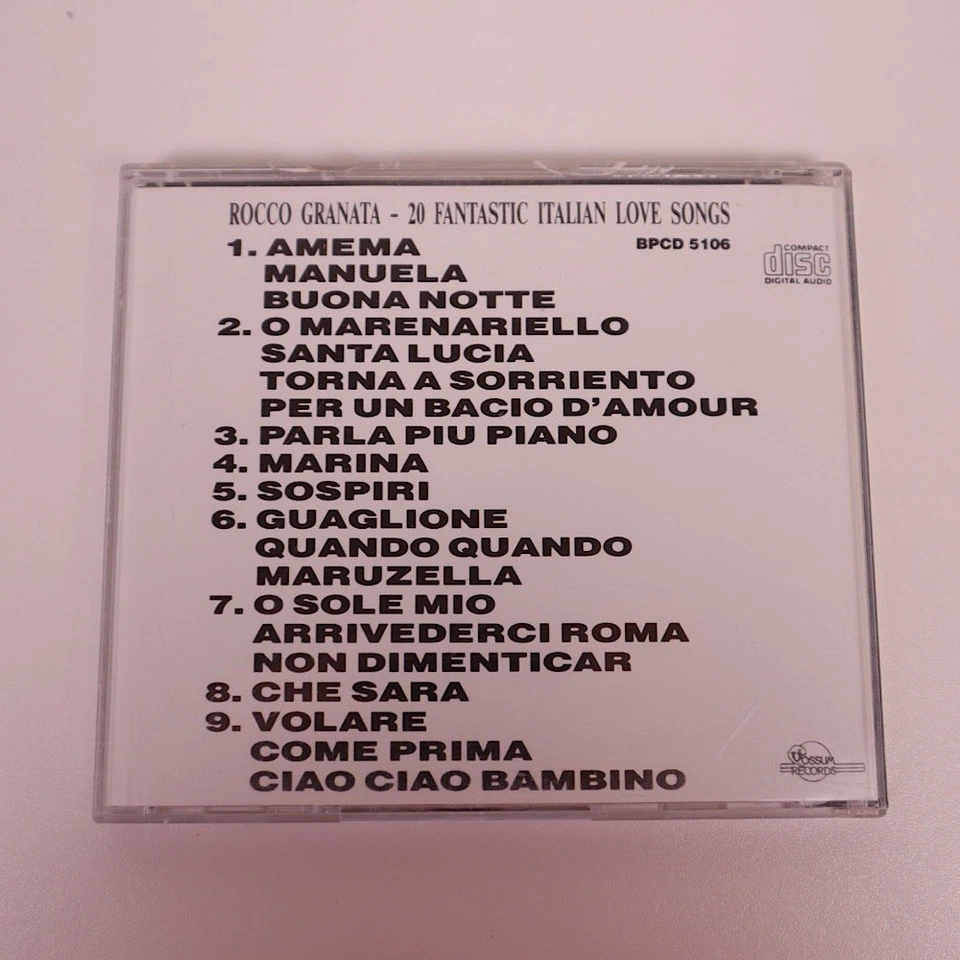 ROCCO GRANATA - 20 FANTASTIC ITALIAN LOVE SONGS
1. AMEMA
BPCD 5106
COMPACT
disc
DIGITAL AUDIO
MANUELA
BUONA NOTTE
2. O MARENARIELLO
SANTA LUCIA
TORNA A SORRIENTO
PER UN BACIO D'AMOUR
3. PARLA PIU PIANO
4. MARINA
5. SOSPIRI
6. GUAGLIONE
QUANDO QUANDO
MARUZELLA
7. O SOLE MIO
ARRIVEDERCI ROMA
NON DIMENTICAR
8. CHE SARA
9. VOLARE
COME PRIMA
CIAO CIAO BAMBINO
POSSUM
RECORDS